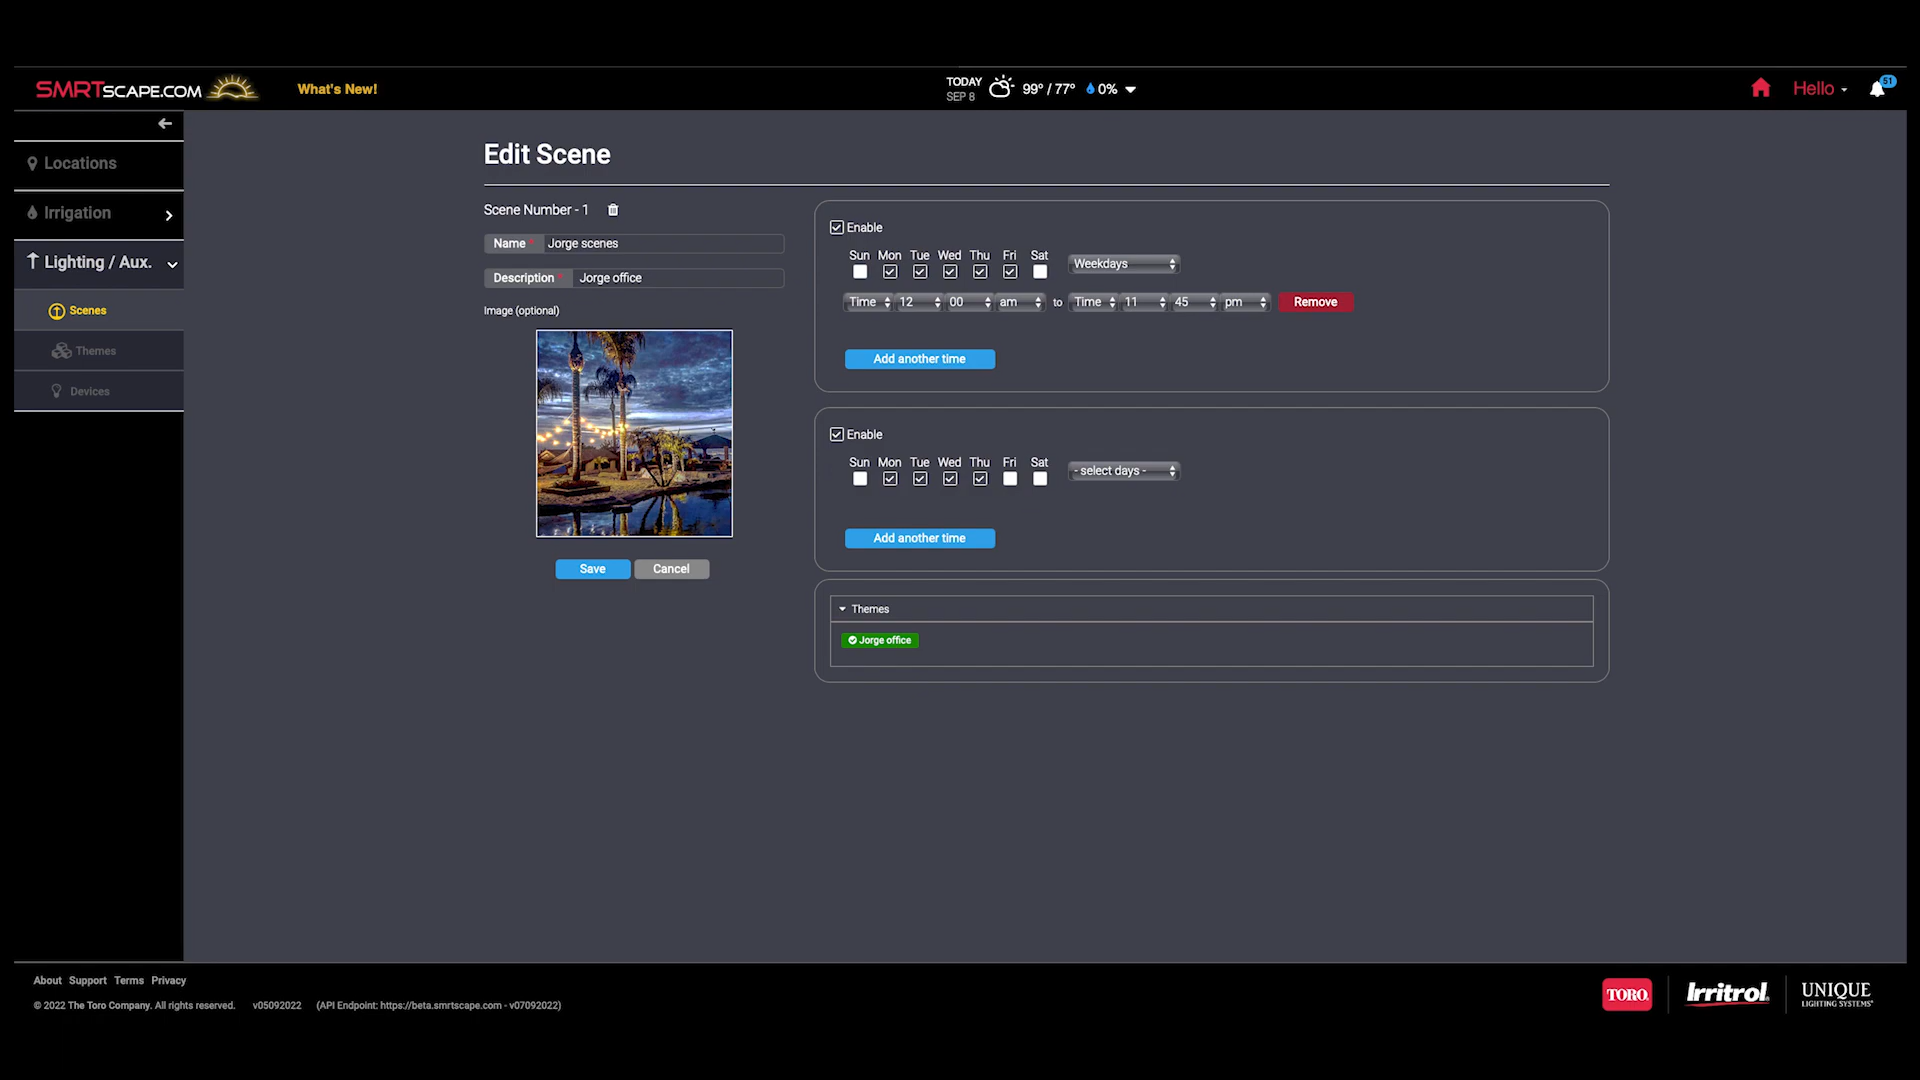 SMRTSCAPE.COM
What's New!
TODAY
SEP 8
99° / 77°
0%
Hello
51
Locations
Irrigation
Lighting / Aux.
Scenes
Themes
Devices
Edit Scene
Scene Number - 1
Name *
Jorge scenes
Description *
Jorge office
Image (optional)
Save
Cancel
Enable
Sun Mon Tue Wed Thu Fri Sat
Weekdays
Time 12 00 am to Time 11 45 pm Remove
Add another time
Enable
Sun Mon Tue Wed Thu Fri Sat
- select days -
Add another time
Themes
Jorge office
About Support Terms Privacy
© 2022 The Toro Company. All rights reserved. v05092022 (API Endpoint: https://beta.smrtscape.com - v07092022)
TORO.
Irritrol
UNIQUE
LIGHTING SYSTEMS